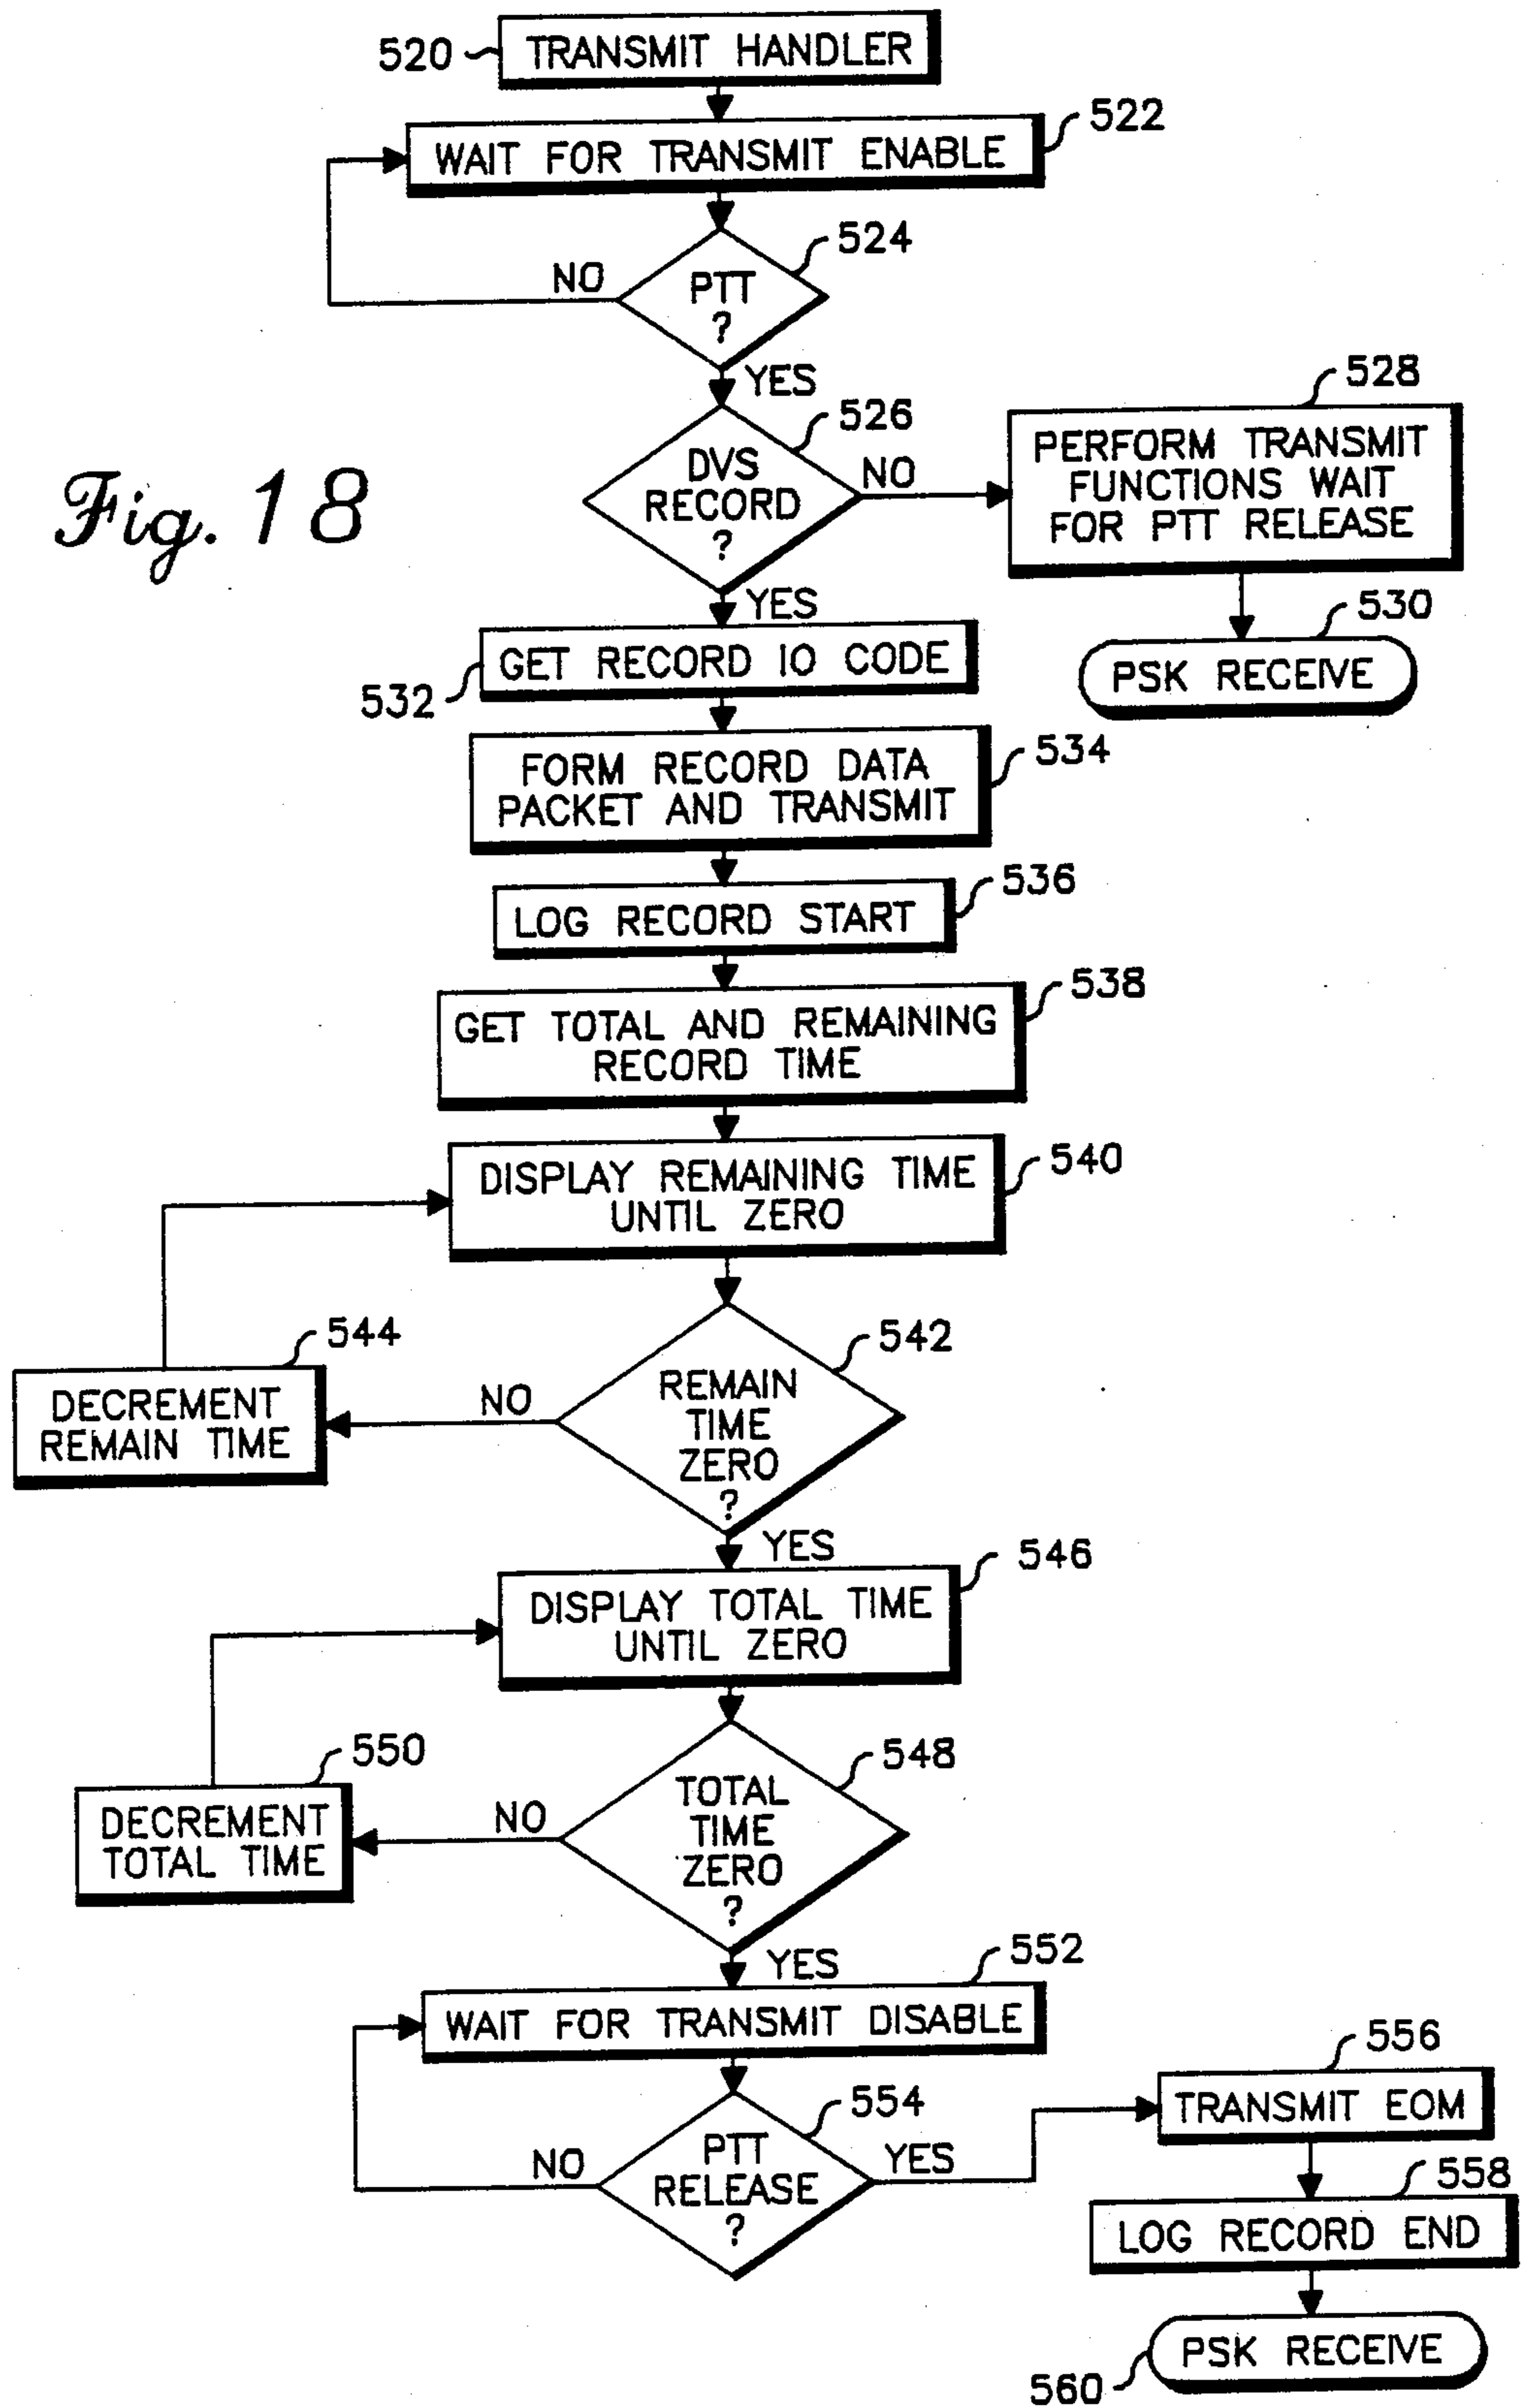 520
TRANSMIT HANDLER
522
WAIT FOR TRANSMIT ENABLE
524
NO
PTT
?
YES
526
528
Fig. 18
DVS
RECORD
?
NO
PERFORM TRANSMIT
FUNCTIONS WAIT
FOR PTT RELEASE
YES
530
532
GET RECORD IO CODE
PSK RECEIVE
534
FORM RECORD DATA
PACKET AND TRANSMIT
536
LOG RECORD START
538
GET TOTAL AND REMAINING
RECORD TIME
540
DISPLAY REMAINING TIME
UNTIL ZERO
544
542
DECREMENT
REMAIN TIME
NO
REMAIN
TIME
ZERO
?
YES
546
DISPLAY TOTAL TIME
UNTIL ZERO
550
548
DECREMENT
TOTAL TIME
NO
TOTAL
TIME
ZERO
?
YES
552
WAIT FOR TRANSMIT DISABLE
554
556
NO
PTT
RELEASE
?
YES
TRANSMIT EOM
558
LOG RECORD END
560
PSK RECEIVE